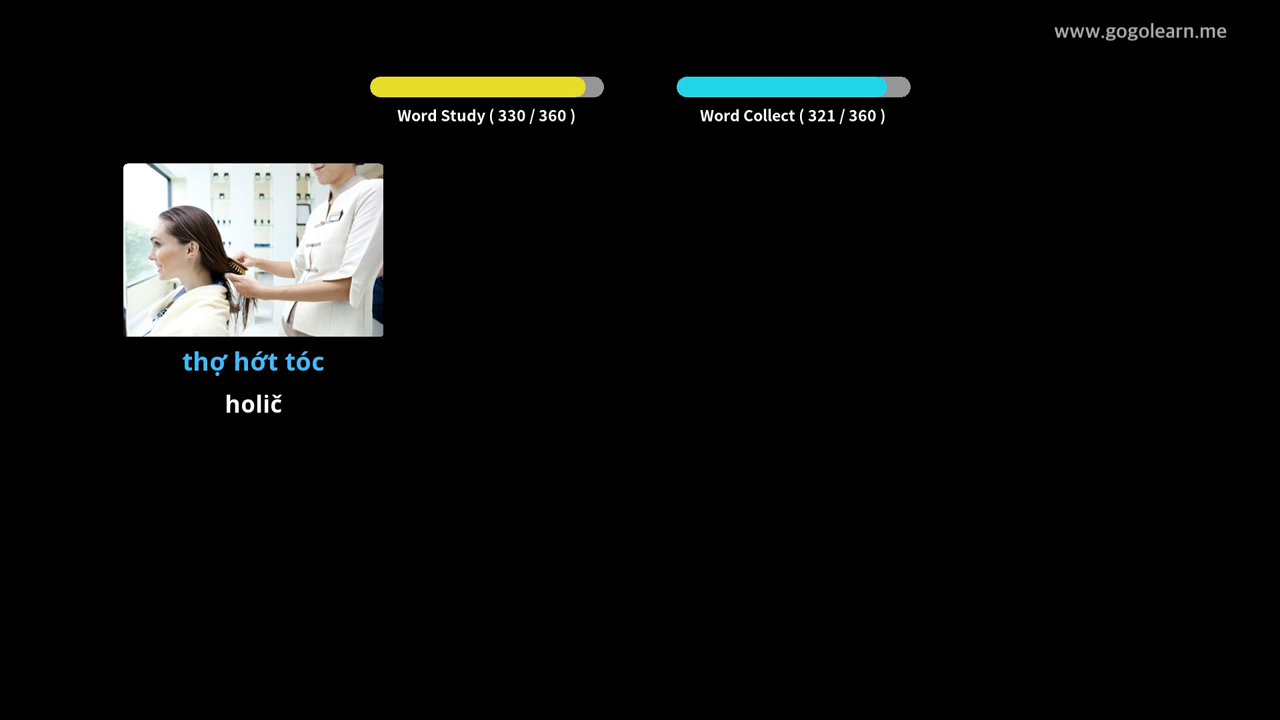 www.gogolearn.me
Word Study ( 330 / 360 )
Word Collect ( 321 / 360 )
thợ hớt tóc
holič